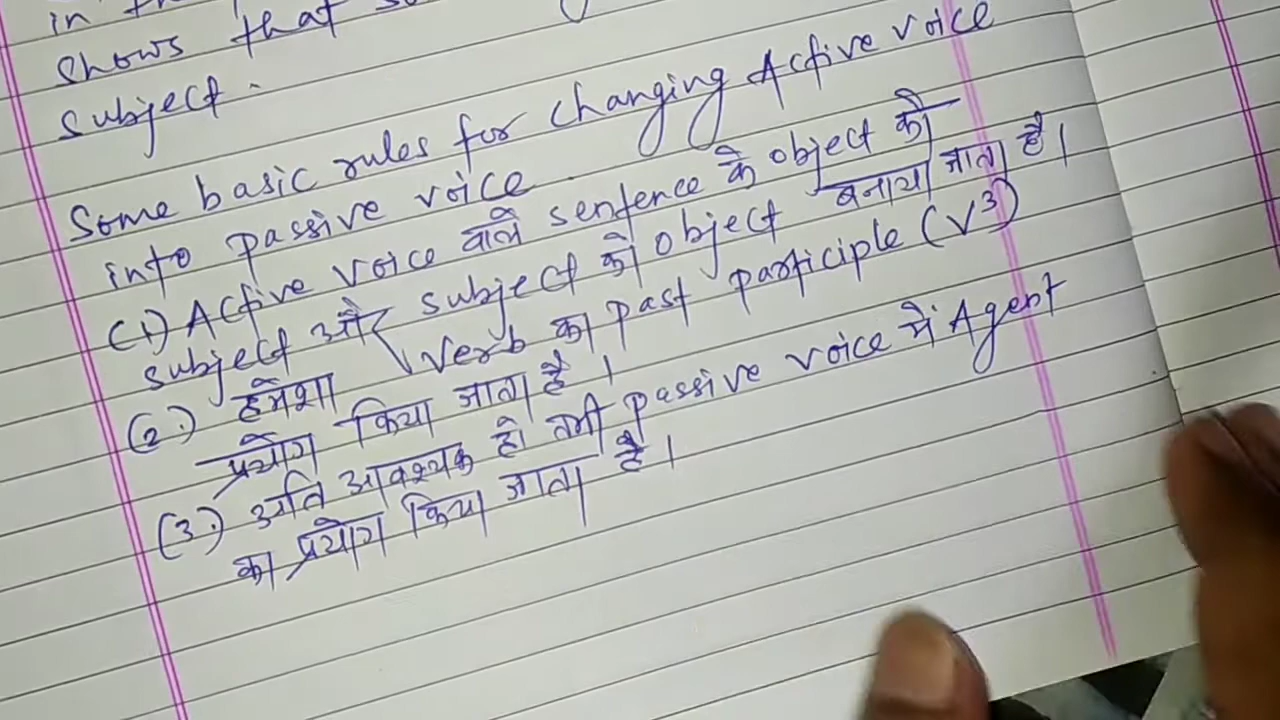 in the
shows that
subject.
Some basic rules for changing Active voice
into passive voice.
(1) Active voice वाले sentence के object को
subject और subject को object बनाया जाता है।
(2.) हमेशा verb का past participle (V3)
प्रयोग किया जाता है।
(3.) अति आवश्यक हो तभी passive voice में Agent
का प्रयोग किया जाता है।